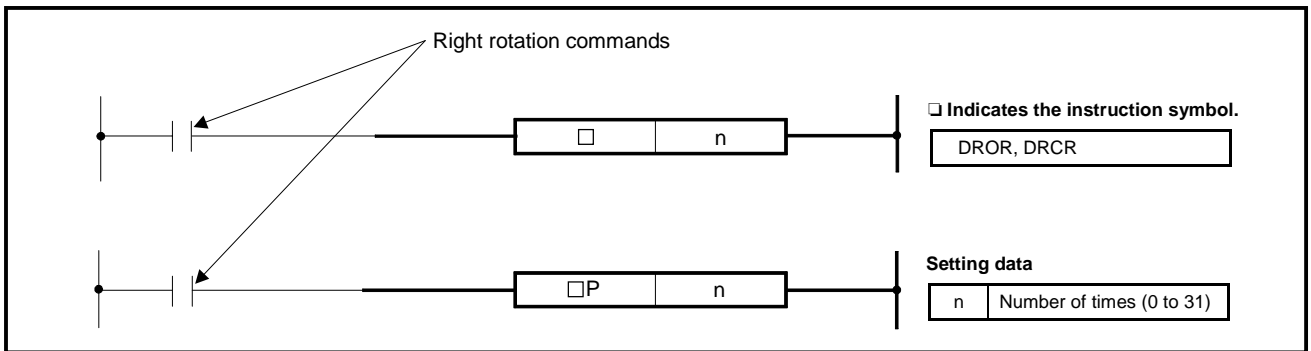 Right rotation commands
❏ Indicates the instruction symbol.
□ n
DROR, DRCR
Setting data
□P n
n Number of times (0 to 31)